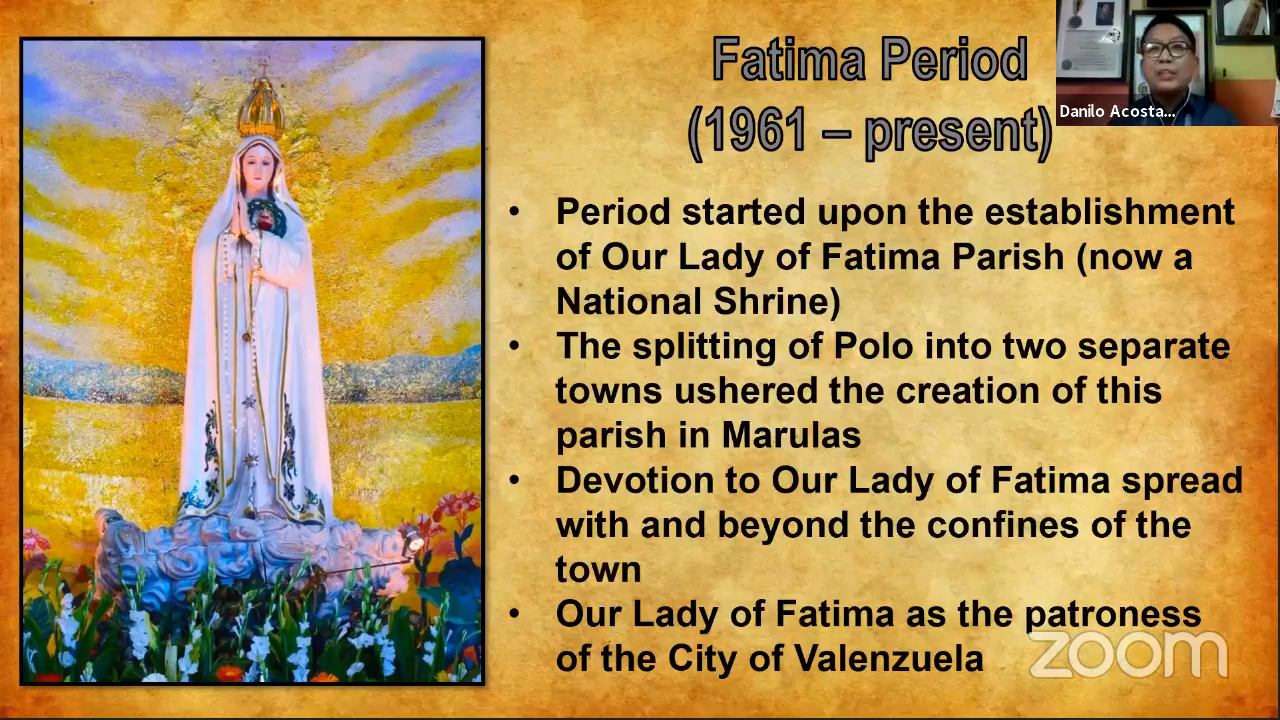 Fatima Period
(1961 – present)
Danilo Acosta...
• Period started upon the establishment
of Our Lady of Fatima Parish (now a
National Shrine)
• The splitting of Polo into two separate
towns ushered the creation of this
parish in Marulas
• Devotion to Our Lady of Fatima spread
with and beyond the confines of the
town
• Our Lady of Fatima as the patroness
of the City of Valenzuela
zoom